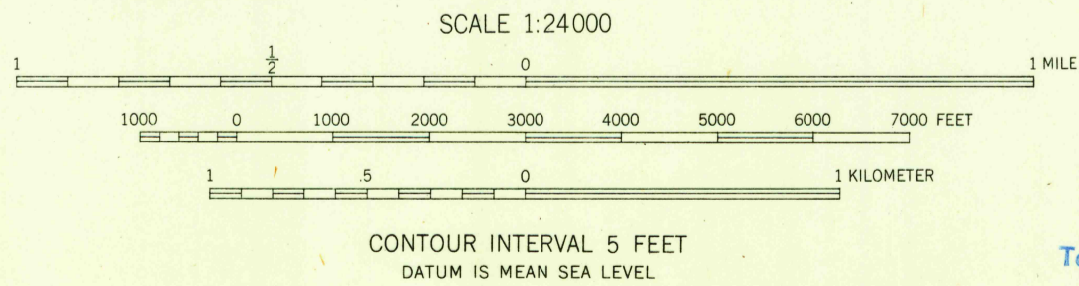 SCALE 1:24000
1 1/2 0 1 MILE
1000 0 1000 2000 3000 4000 5000 6000 7000 FEET
1 .5 0 1 KILOMETER
CONTOUR INTERVAL 5 FEET
DATUM IS MEAN SEA LEVEL